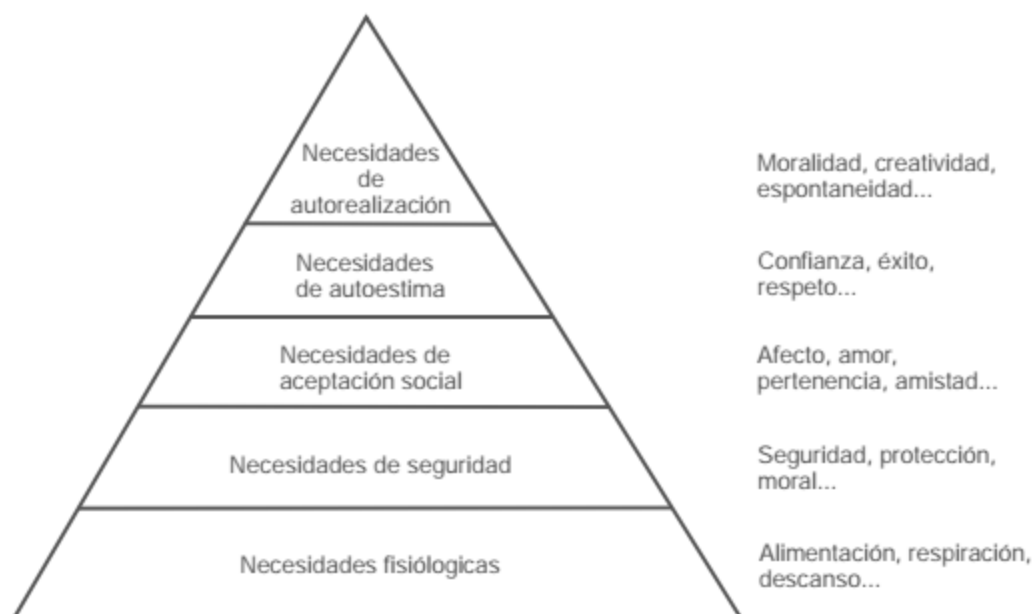 Necesidades
de
autorealización
Moralidad, creatividad,
espontaneidad...
Necesidades
de autoestima
Confianza, éxito,
respeto...
Necesidades de
aceptación social
Afecto, amor,
pertenencia, amistad...
Necesidades de seguridad
Seguridad, protección,
moral...
Necesidades fisiólogicas
Alimentación, respiración,
descanso...